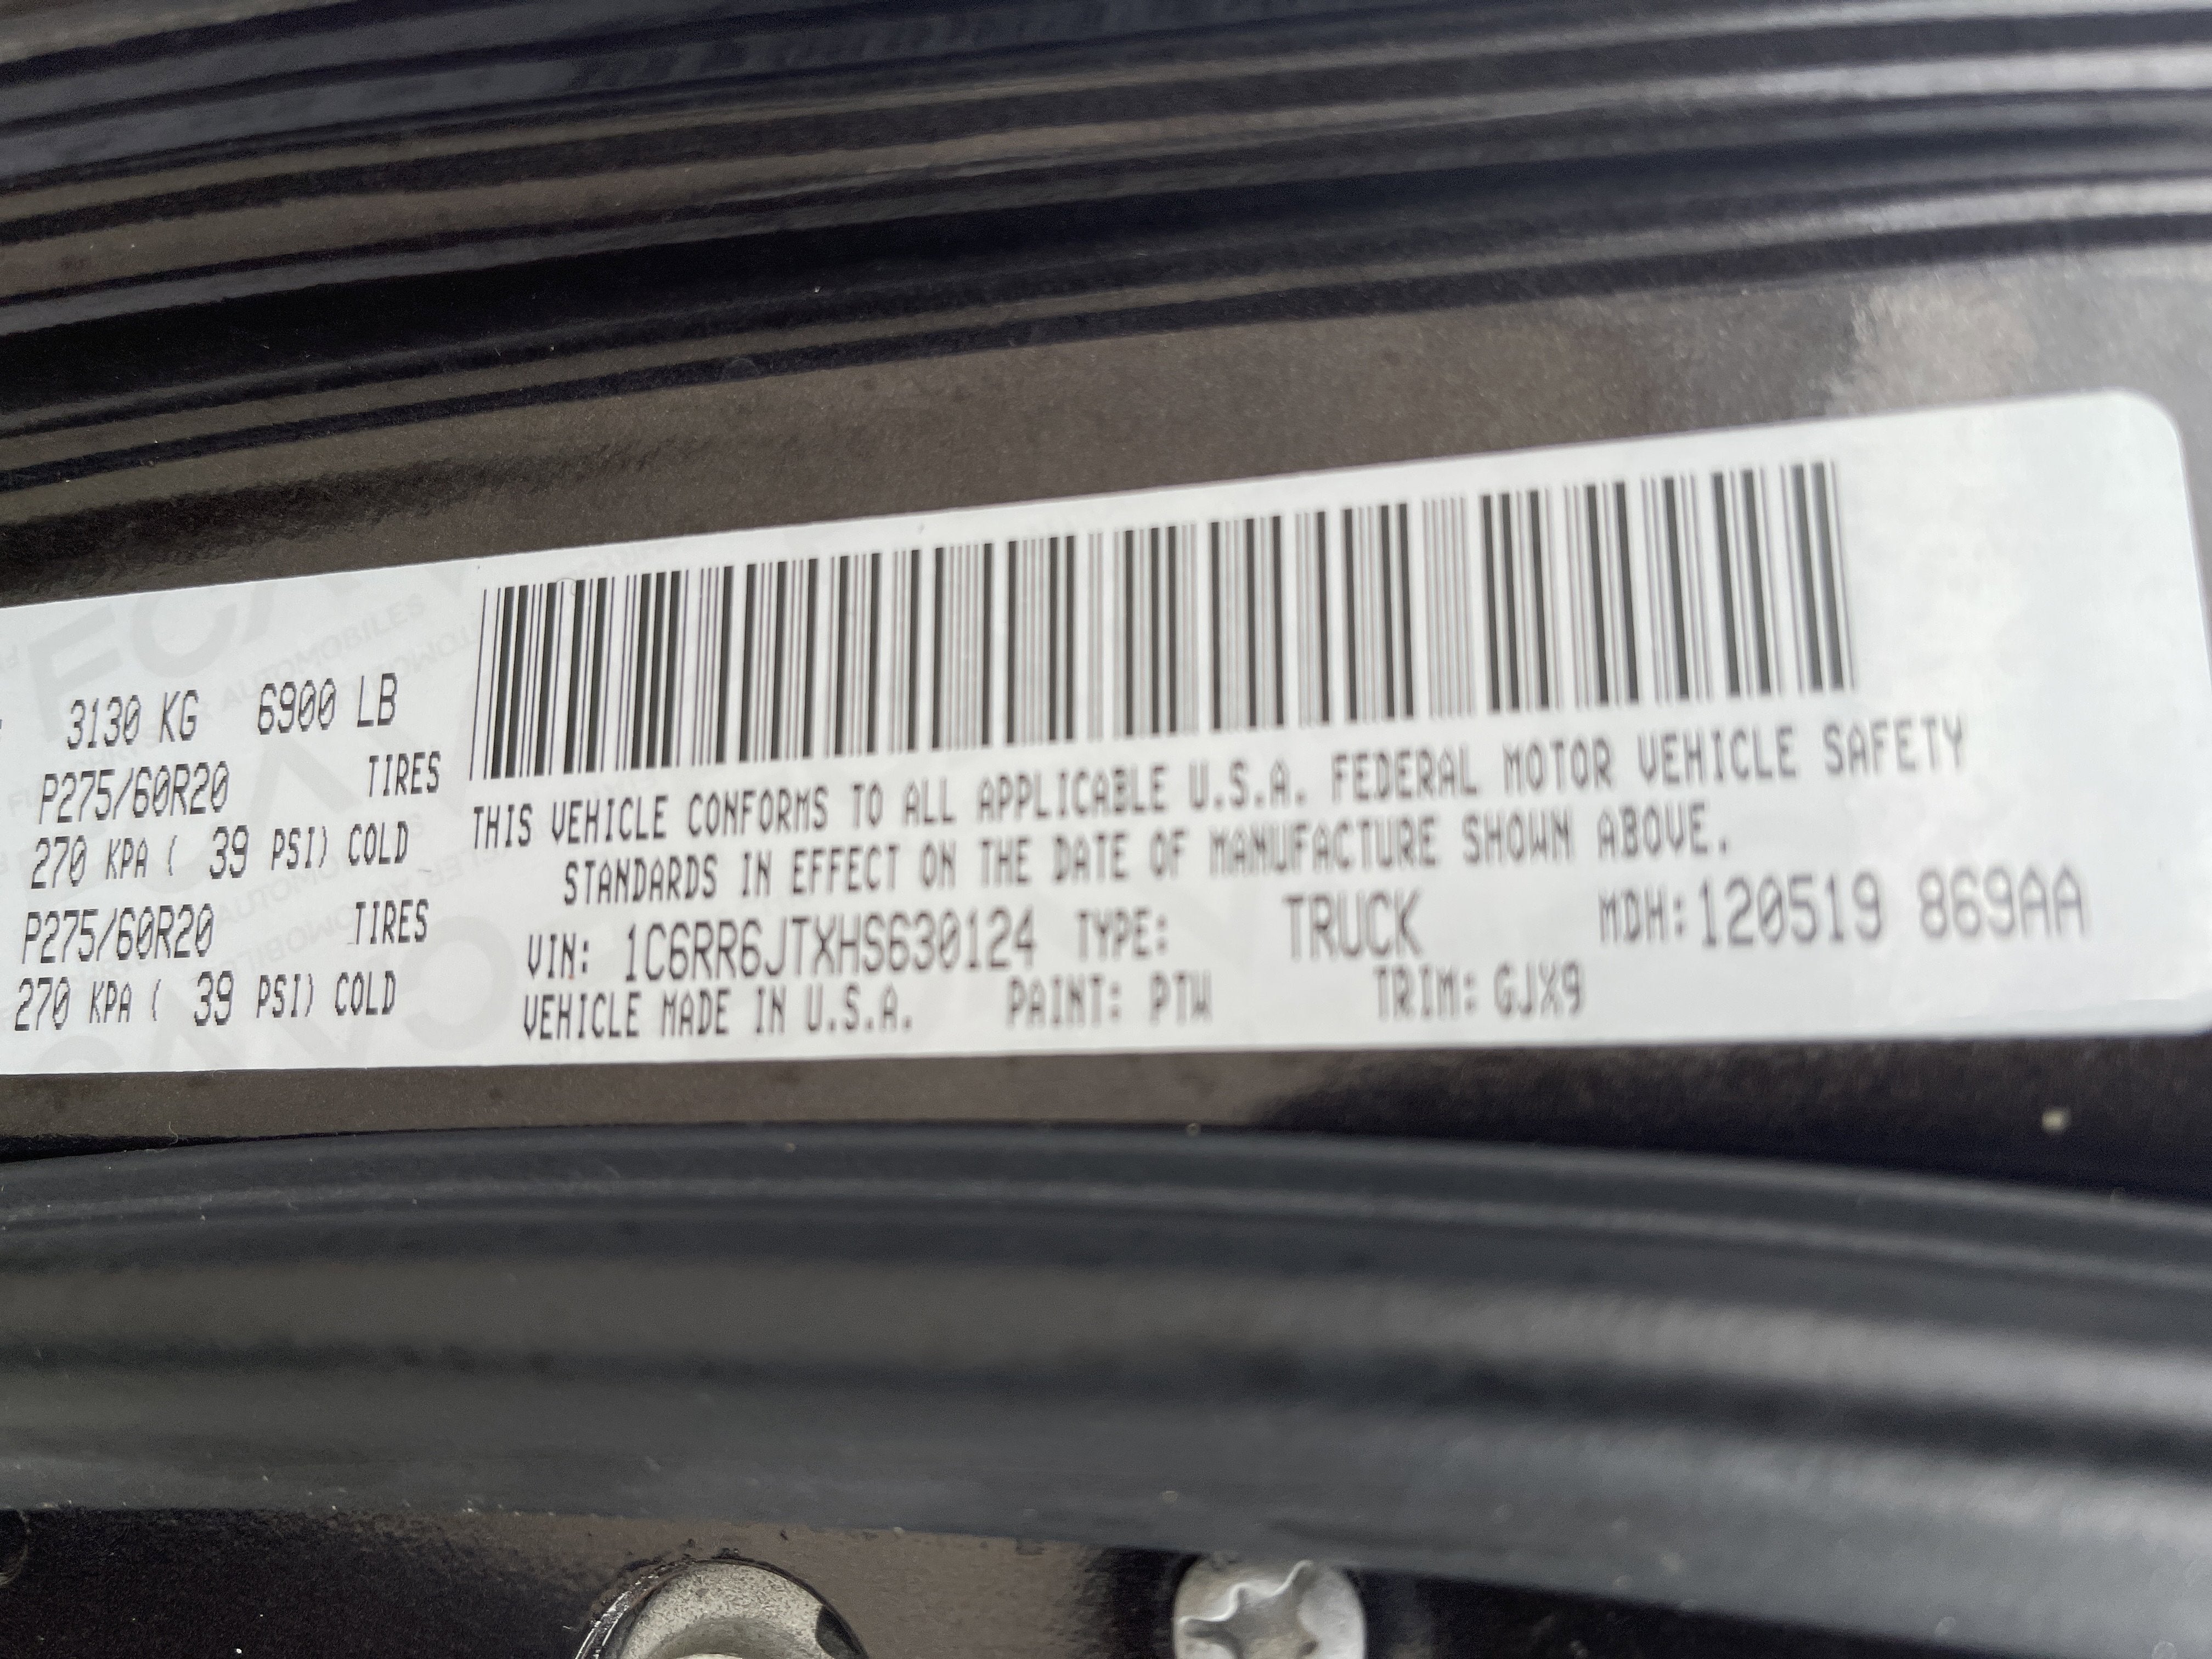 3130 KG 6900 LB
P275/60R20 TIRES
270 KPA ( 39 PSI) COLD
P275/60R20 TIRES
270 KPA ( 39 PSI) COLD
THIS VEHICLE CONFORMS TO ALL APPLICABLE U.S.A. FEDERAL MOTOR VEHICLE SAFETY
STANDARDS IN EFFECT ON THE DATE OF MANUFACTURE SHOWN ABOVE.
VIN: 1C6RR6JTXHS630124 TYPE: TRUCK MDH:120519 869AA
VEHICLE MADE IN U.S.A. PAINT: PTW TRIM: GJX9